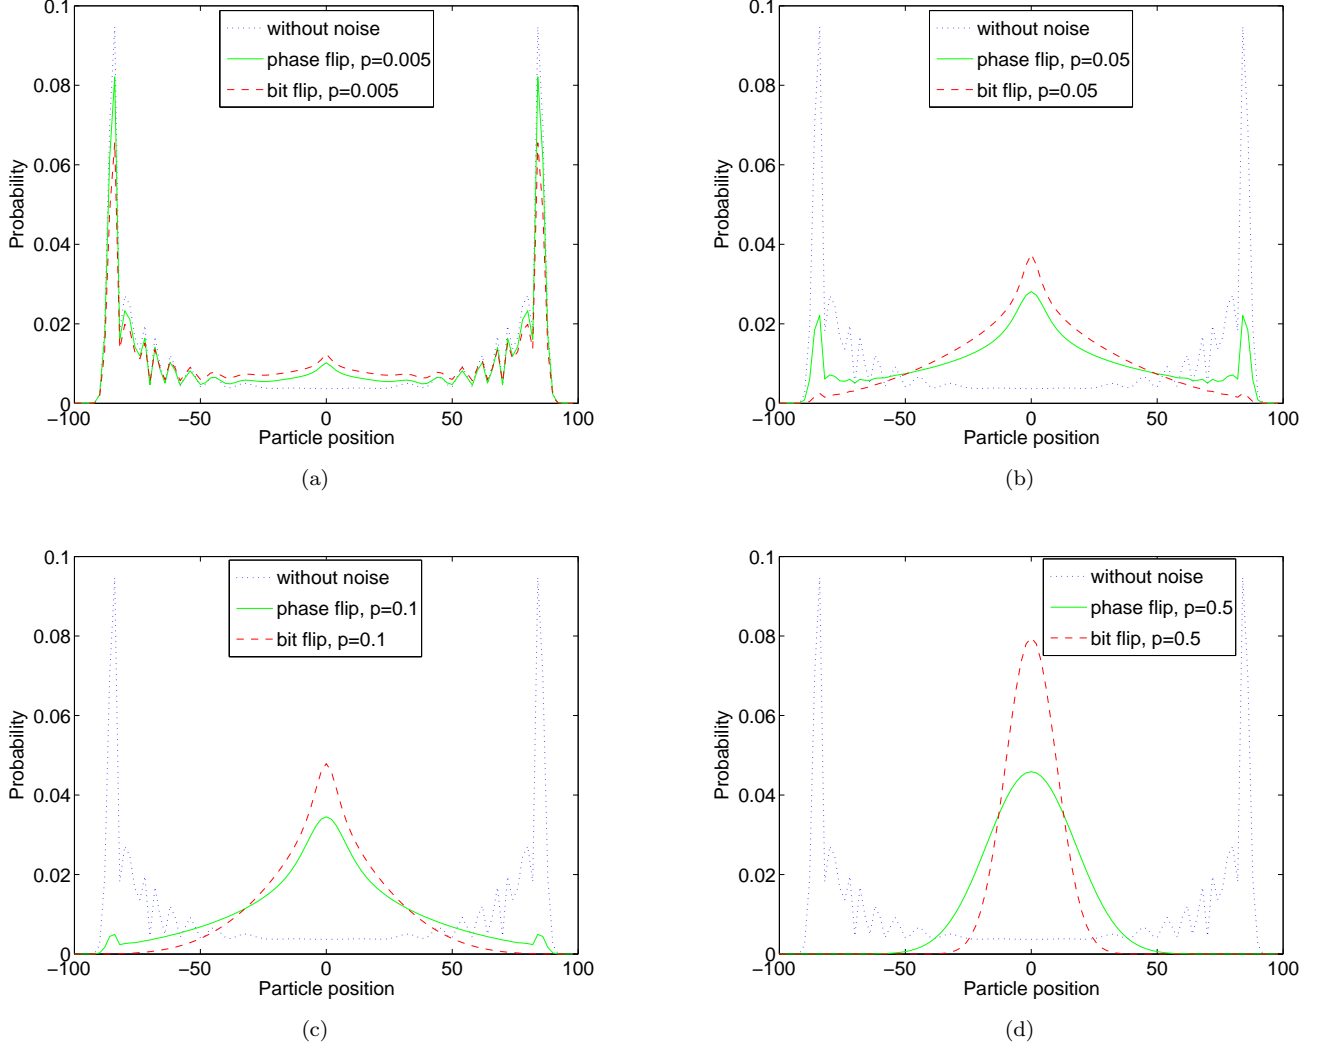 0.1
without noise
phase flip, p=0.005
bit flip, p=0.005
0.08
0.06
0.04
0.02
0
Probability
−100
−50
0
50
100
Particle position
(a)
0.1
without noise
phase flip, p=0.05
bit flip, p=0.05
0.08
0.06
0.04
0.02
0
Probability
−100
−50
0
50
100
Particle position
(b)
0.1
without noise
phase flip, p=0.1
bit flip, p=0.1
0.08
0.06
0.04
0.02
0
Probability
−100
−50
0
50
100
Particle position
(c)
0.1
without noise
phase flip, p=0.5
bit flip, p=0.5
0.08
0.06
0.04
0.02
0
Probability
−100
−50
0
50
100
Particle position
(d)